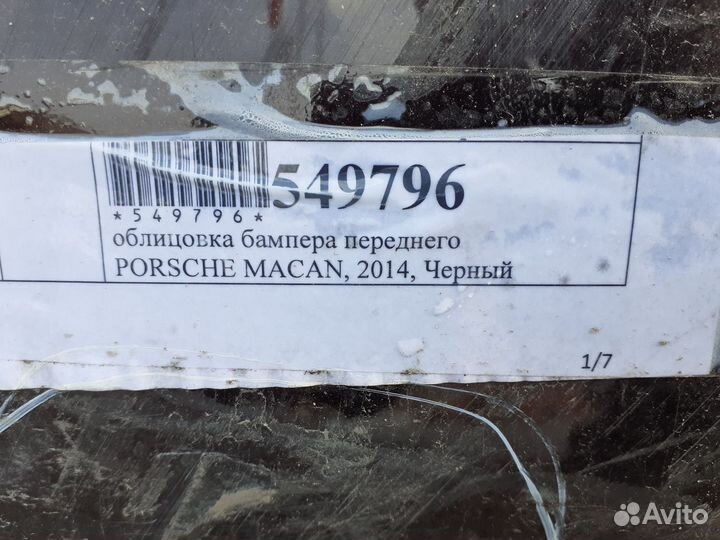 549796
*549796*
облицовка бампера переднего
PORSCHE MACAN, 2014, Черный
1/7
Avito